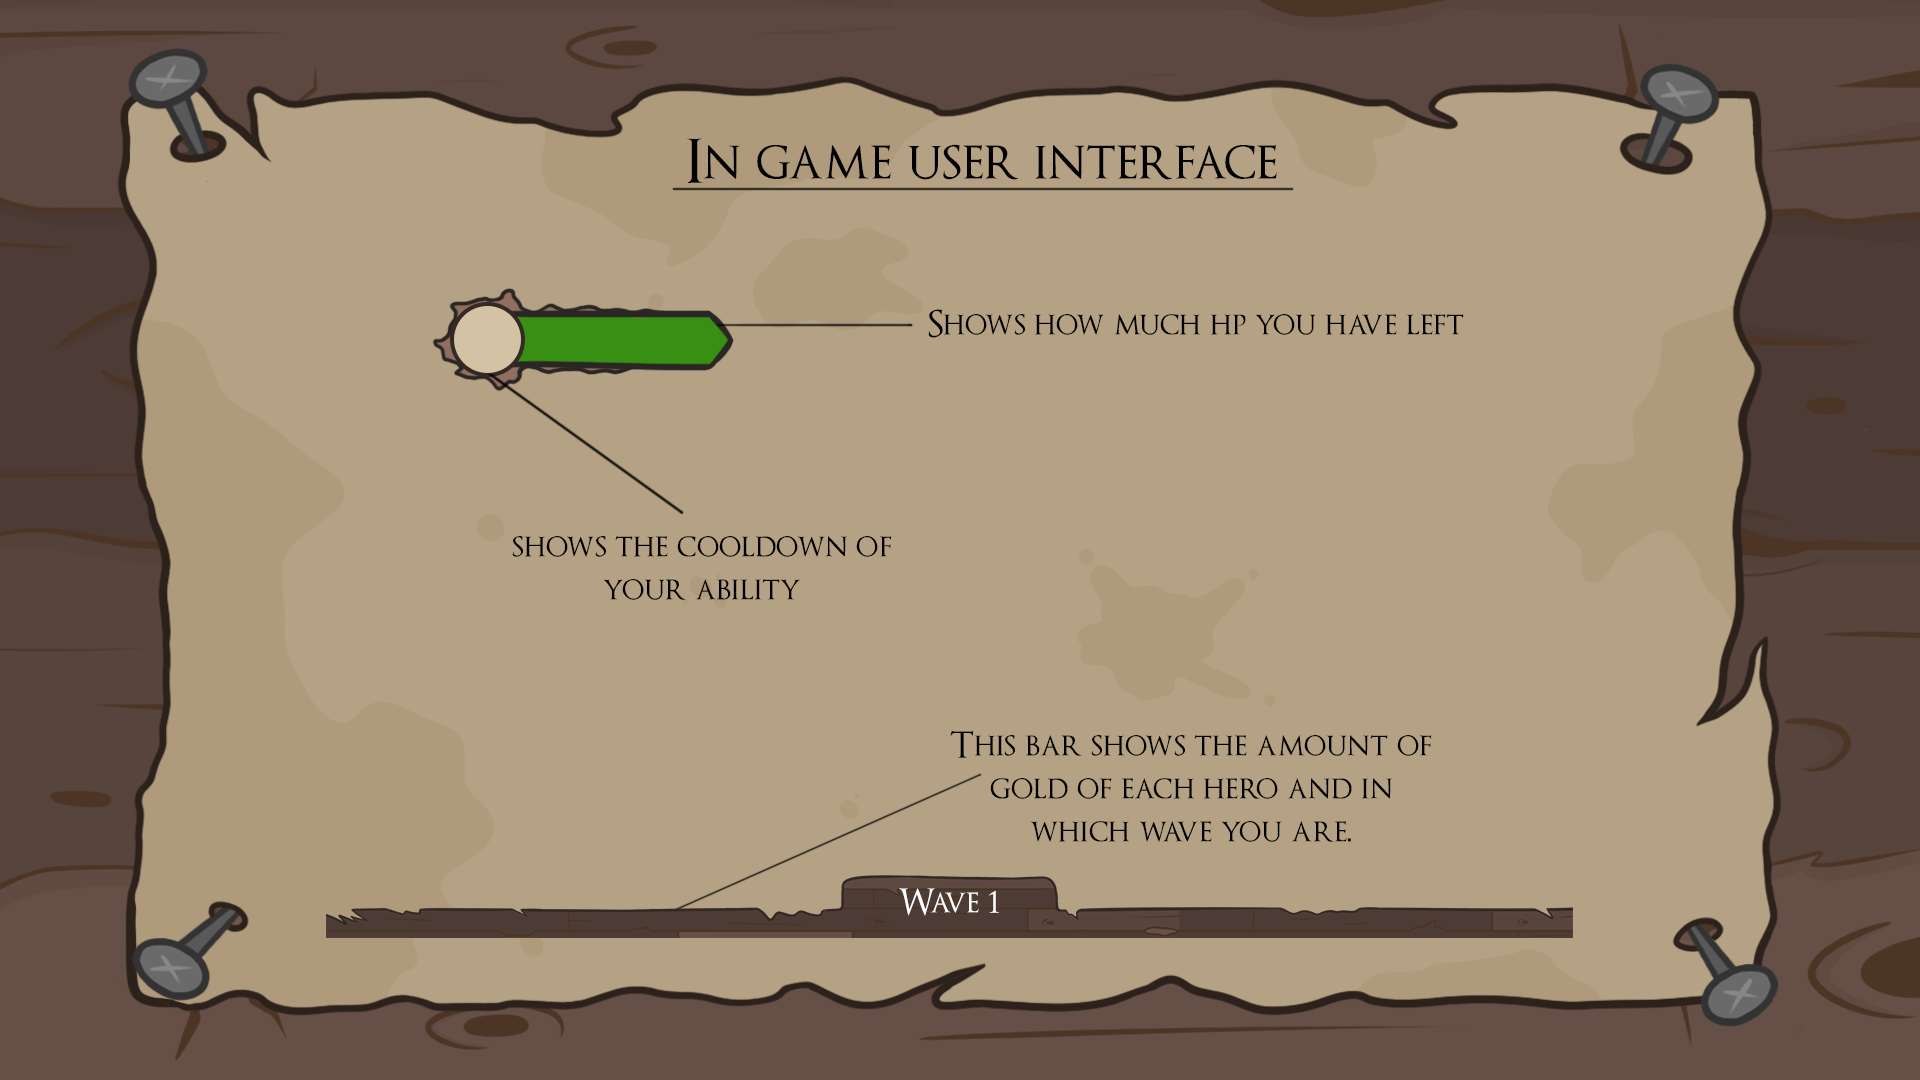 In game user interface
Shows how much hp you have left
shows the cooldown of
your ability
This bar shows the amount of
gold of each hero and in
which wave you are.
Wave 1